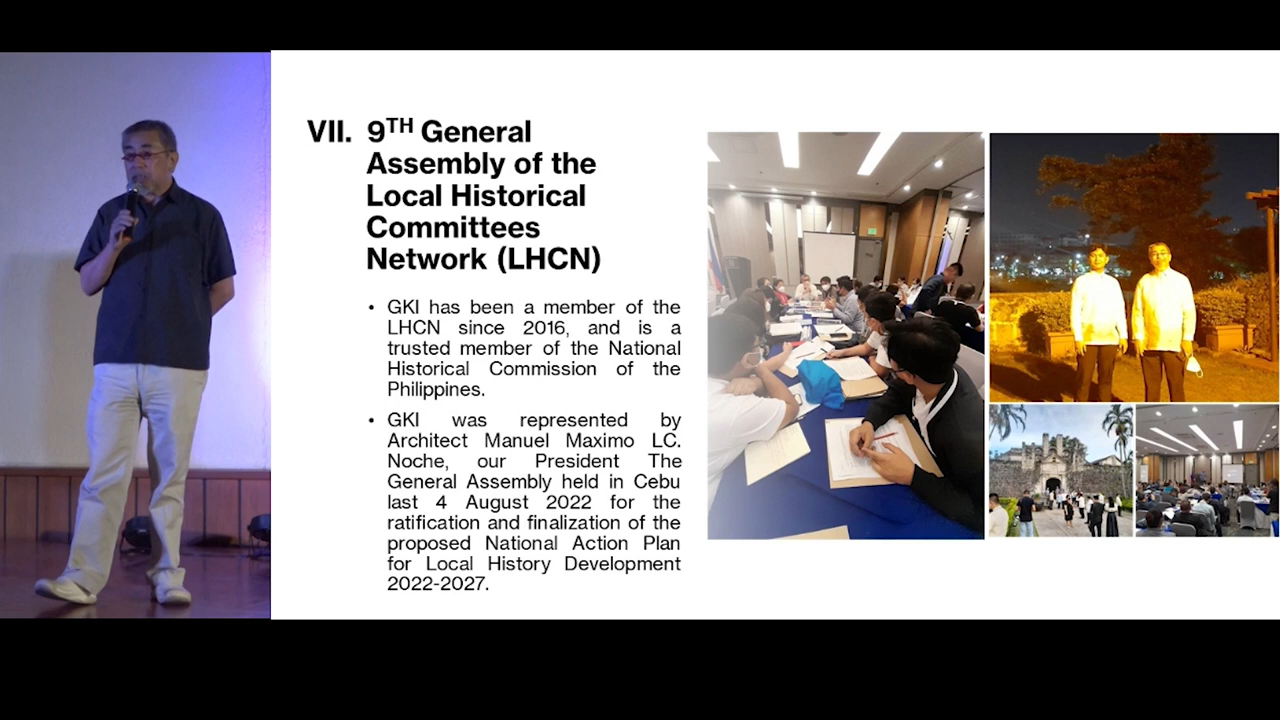 VII. 9TH General
Assembly of the
Local Historical
Committees
Network (LHCN)
• GKI has been a member of the
LHCN since 2016, and is a
trusted member of the National
Historical Commission of the
Philippines.
• GKI was represented by
Architect Manuel Maximo LC.
Noche, our President The
General Assembly held in Cebu
last 4 August 2022 for the
ratification and finalization of the
proposed National Action Plan
for Local History Development
2022-2027.